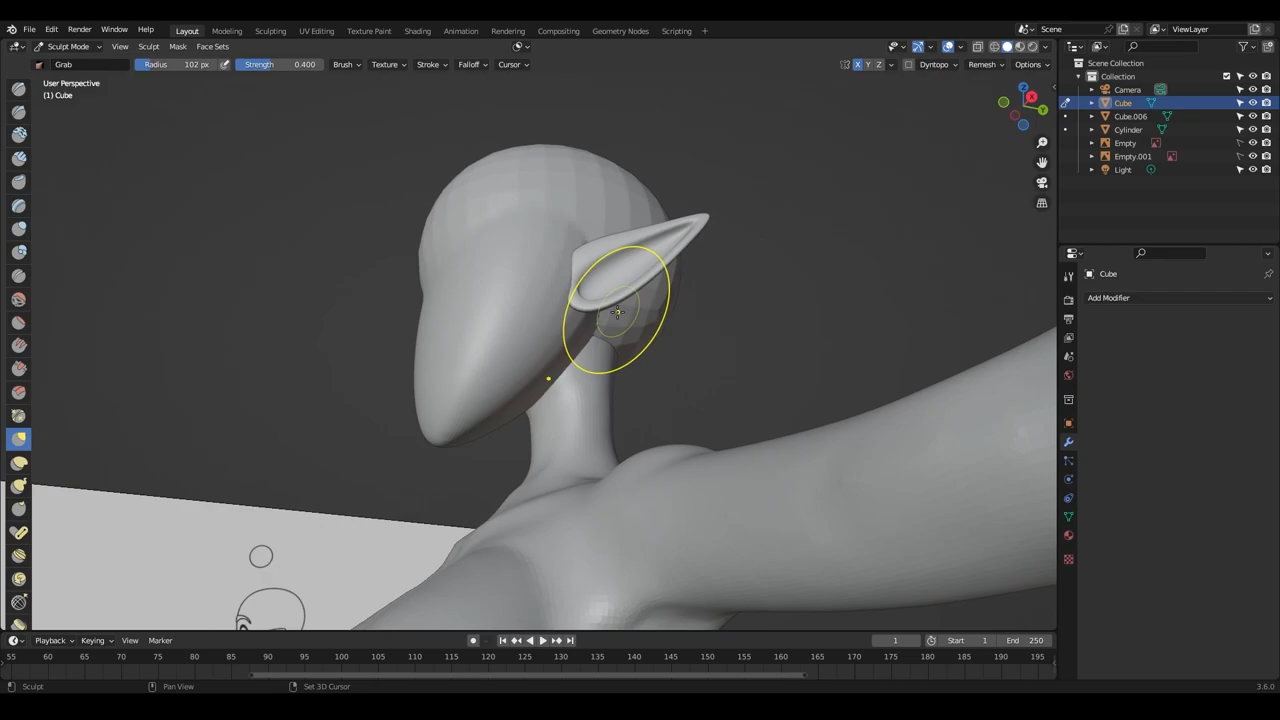 File Edit Render Window Help Layout Modeling Sculpting UV Editing Texture Paint Shading Animation Rendering Compositing Geometry Nodes Scripting + Scene ViewLayer
Sculpt Mode View Sculpt Mask Face Sets
Grab Radius 102 px Strength 0.400 Brush Texture Stroke Falloff Cursor X Y Z Dyntopo Remesh Options
User Perspective
(1) Cube
Z
X
Y
Scene Collection
Collection
Camera
Cube
Cube.006
Cylinder
Empty
Empty.001
Light
Cube
Add Modifier
Playback Keying View Marker 1 Start 1 End 250
55 60 65 70 75 80 85 90 95 100 105 110 115 120 125 130 135 140 145 150 155 160 165 170 175 180 185 190 195
Sculpt Pan View Set 3D Cursor 3.6.0